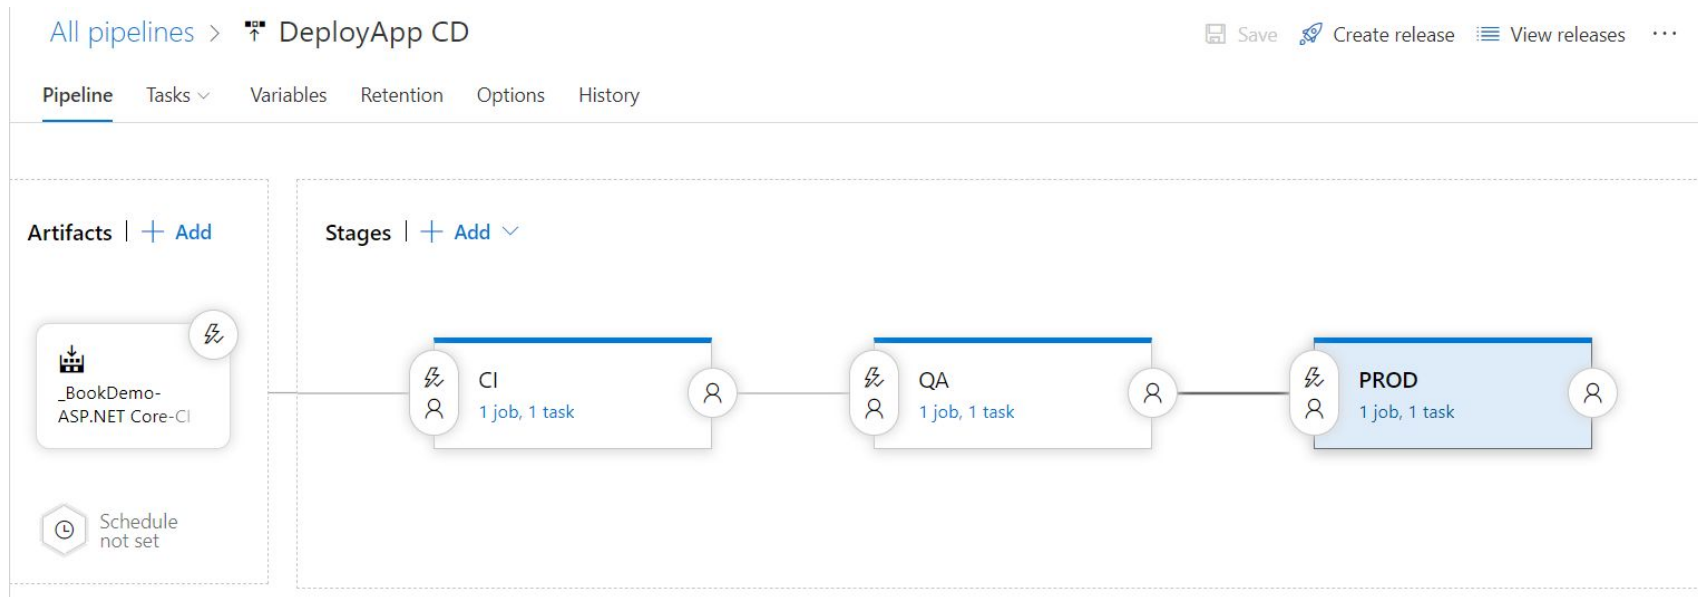 All pipelines > DeployApp CD
Save Create release View releases ...
Pipeline Tasks Variables Retention Options History
Artifacts | + Add
Stages | + Add
_BookDemo-
ASP.NET Core-CI
CI
1 job, 1 task
QA
1 job, 1 task
PROD
1 job, 1 task
Schedule
not set